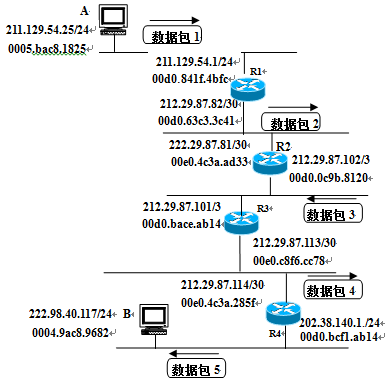 A
211.129.54.25/24
0005.bac8.1825
数据包 1
211.129.54.1/24
00d0.841f.4bfc
R1
212.29.87.82/30
00d0.63c3.3c41
数据包 2
222.29.87.81/30
00e0.4c3a.ad33
R2
212.29.87.102/3
00d0.0c9b.8120
212.29.87.101/3
00d0.bace.ab14
R3
数据包 3
212.29.87.113/30
00e0.c8f6.cc78
212.29.87.114/30
00e0.4c3a.285f
数据包 4
222.98.40.117/24
0004.9ac8.9682
B
R4
202.38.140.1./24
00d0.bcf1.ab14
数据包 5